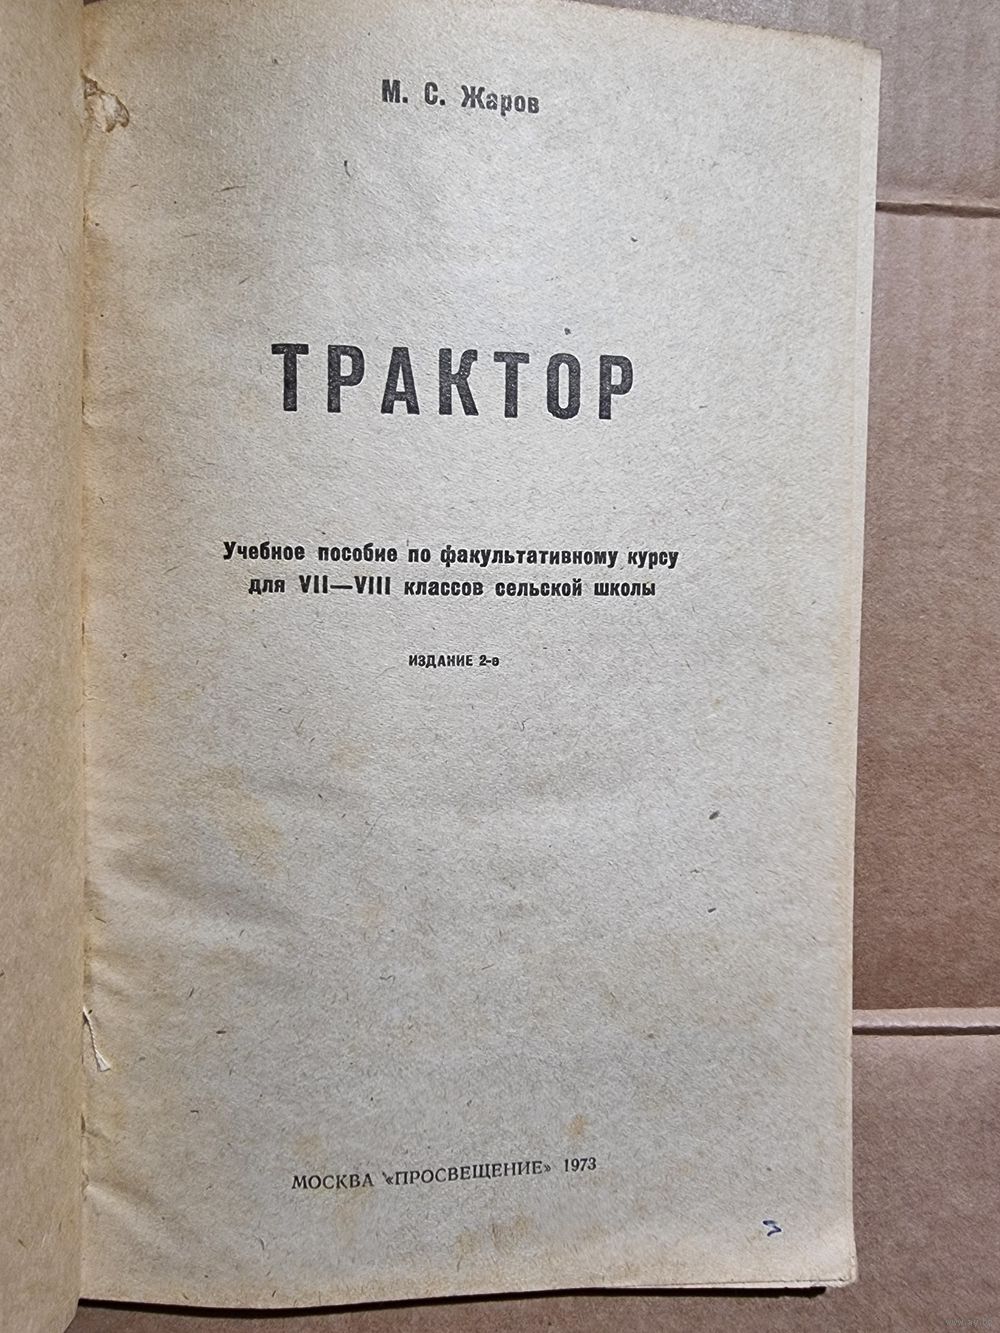 М. С. Жаров
ТРАКТОР
Учебное пособие по факультативному курсу
для VII—VIII классов сельской школы
ИЗДАНИЕ 2-е
МОСКВА «ПРОСВЕЩЕНИЕ» 1973